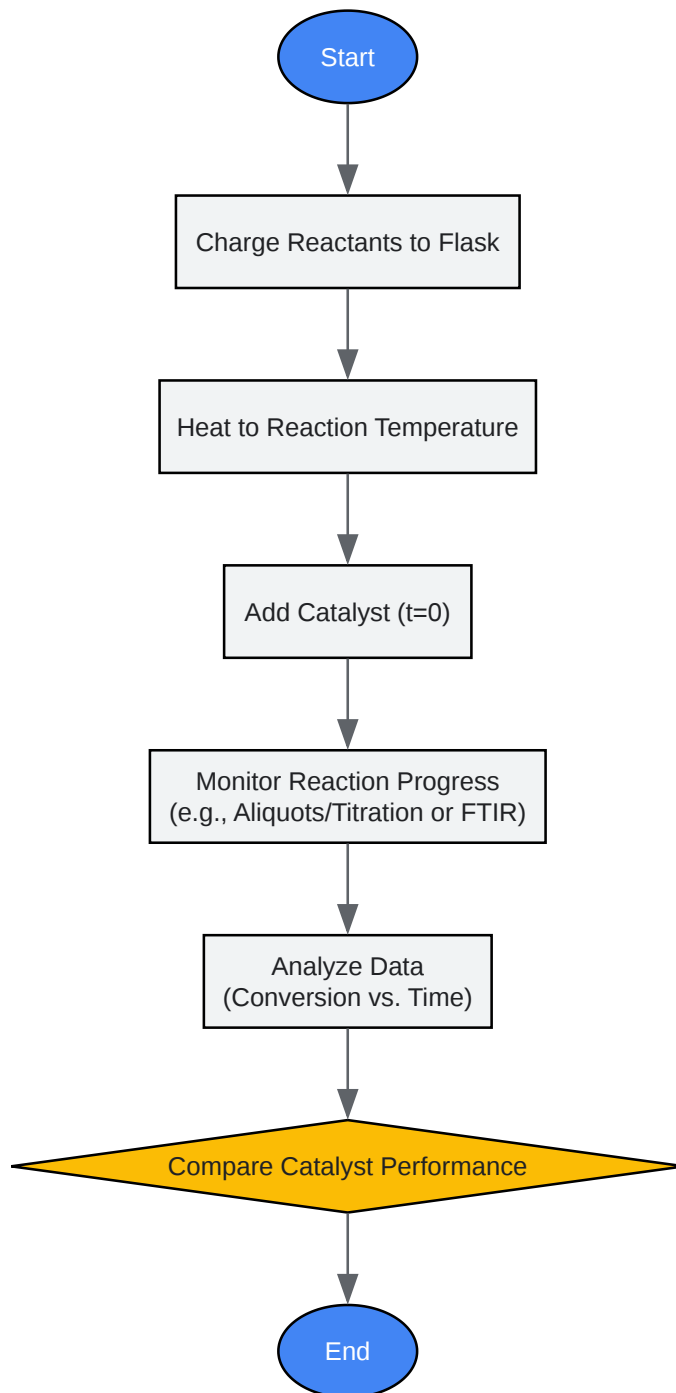 Start
Charge Reactants to Flask
Heat to Reaction Temperature
Add Catalyst (t=0)
Monitor Reaction Progress
(e.g., Aliquots/Titration or FTIR)
Analyze Data
(Conversion vs. Time)
Compare Catalyst Performance
End